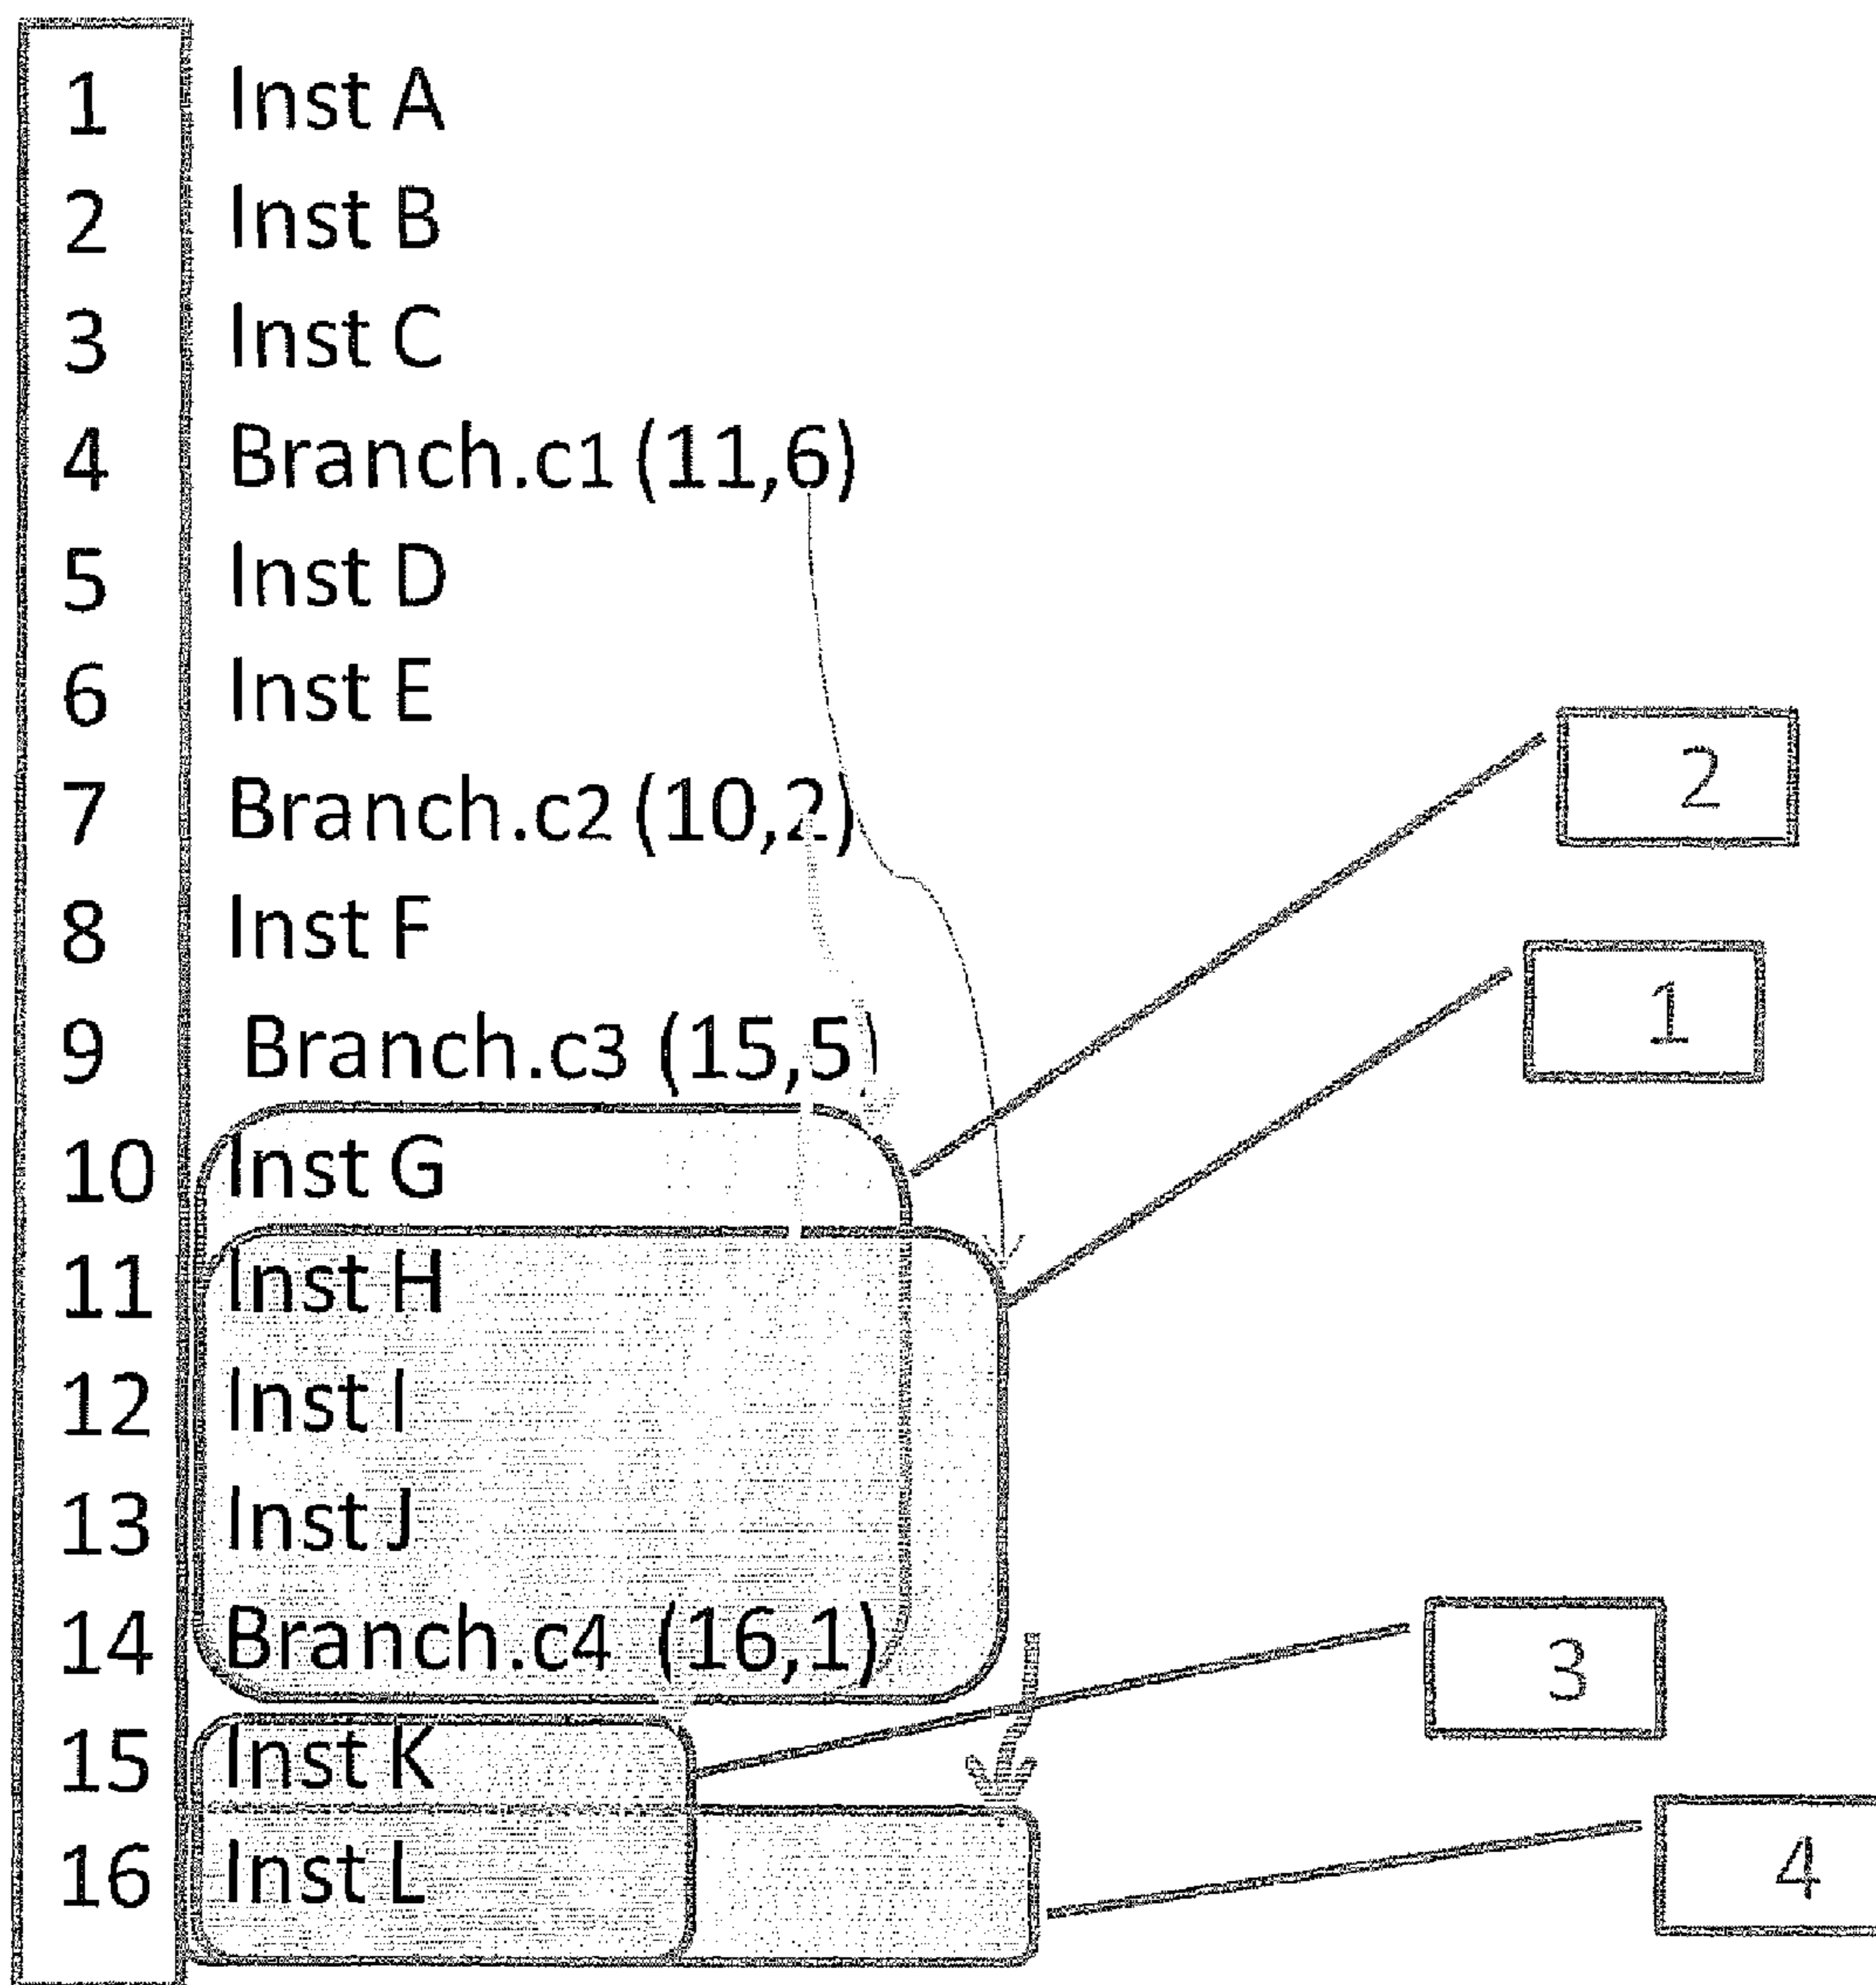 1 Inst A
2 Inst B
3 Inst C
4 Branch.c1 (11,6)
5 Inst D
6 Inst E
7 Branch.c2 (10,2)
2
8 Inst F
1
9 Branch.c3 (15,5)
10 Inst G
11 Inst H
12 Inst I
13 Inst J
14 Branch.c4 (16,1)
3
15 Inst K
16 Inst L
4